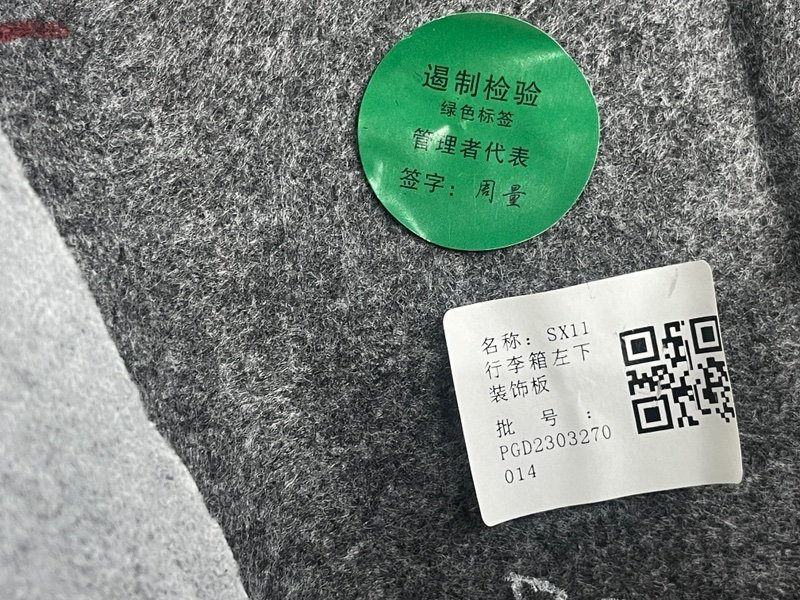 遏制检验
绿色标签
管理者代表
签字：周量
名称：SX11
行李箱左下
装饰板
批号：
PGD2303270
014